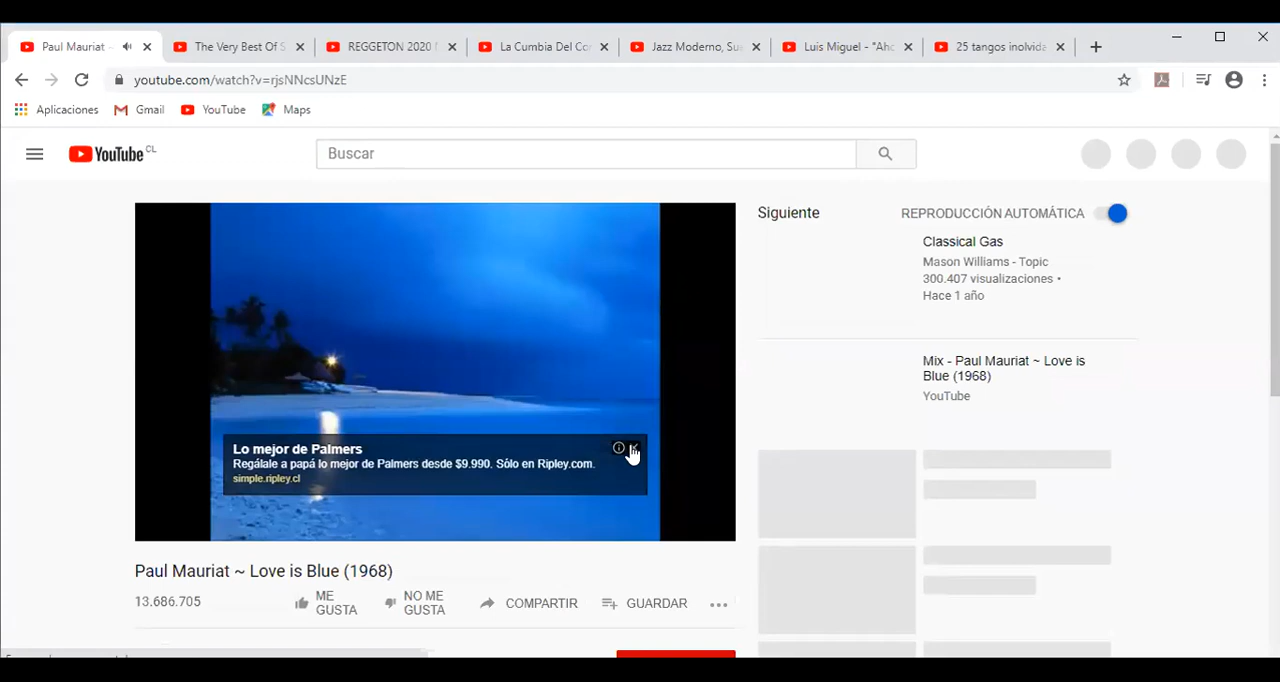 Paul Mauriat
The Very Best Of S
REGGETON 2020
La Cumbia Del Co
Jazz Moderno, Su
Luis Miguel - "Aho
25 tangos inolvida
youtube.com/watch?v=rjsNNcsUNzE
Aplicaciones
Gmail
YouTube
Maps
YouTube CL
Buscar
Siguiente
REPRODUCCIÓN AUTOMÁTICA
Classical Gas
Mason Williams - Topic
300.407 visualizaciones •
Hace 1 año
Mix - Paul Mauriat ~ Love is
Blue (1968)
YouTube
Lo mejor de Palmers
Regálale a papá lo mejor de Palmers desde $9.990. Sólo en Ripley.com.
simple.ripley.cl
Paul Mauriat ~ Love is Blue (1968)
13.686.705
ME
GUSTA
NO ME
GUSTA
COMPARTIR
GUARDAR